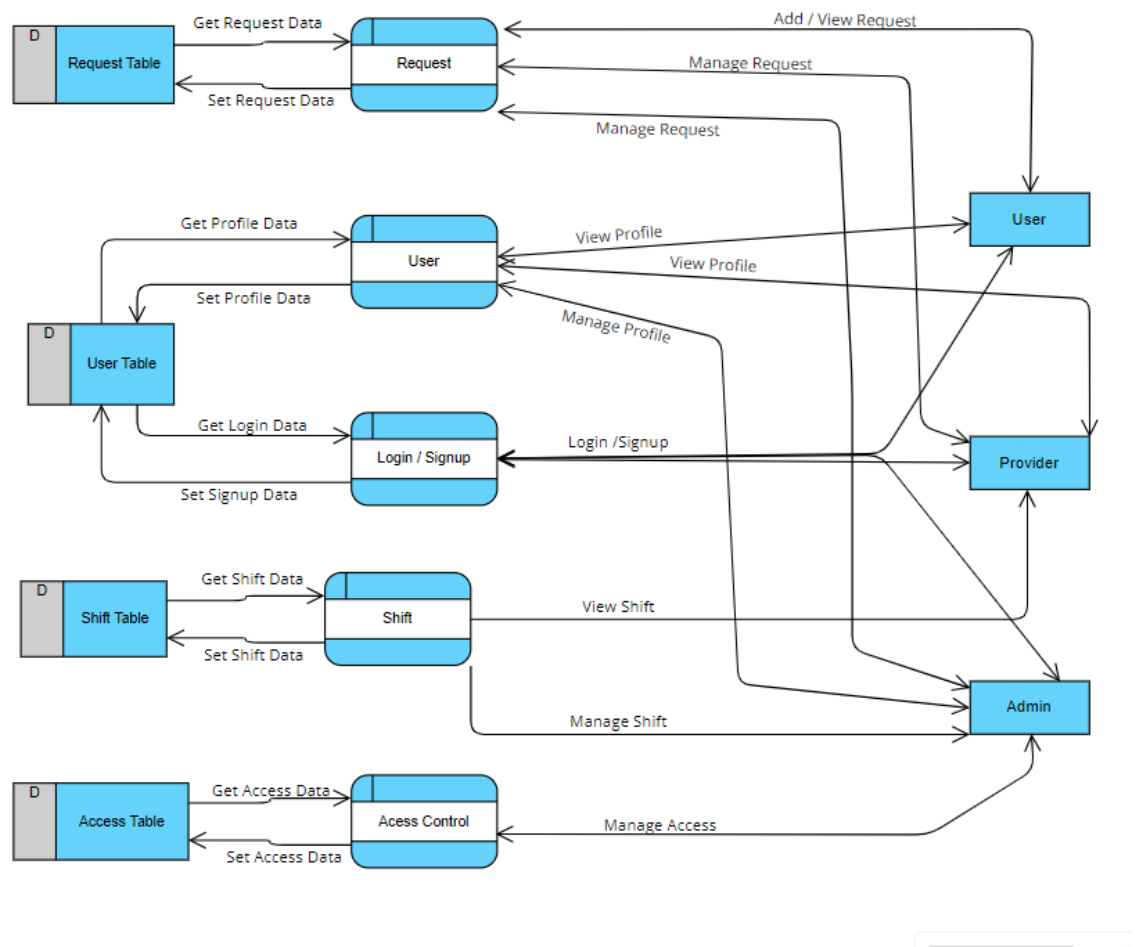 Get Request Data
Add / View Request
D
Request Table
Request
Manage Request
Set Request Data
Manage Request
User
Get Profile Data
View Profile
User
View Profile
Set Profile Data
Manage Profile
D
User Table
Get Login Data
Login /Signup
Login / Signup
Provider
Set Signup Data
Get Shift Data
D
Shift Table
Shift
View Shift
Set Shift Data
Admin
Manage Shift
D
Get Access Data
Access Table
Acess Control
Manage Access
Set Access Data